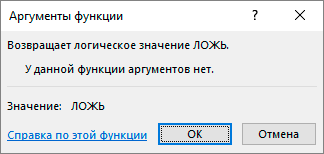 Аргументы функции
?
Возвращает логическое значение ЛОЖЬ.
У данной функции аргументов нет.
Значение: ЛОЖЬ
Справка по этой функции
ОК
Отмена